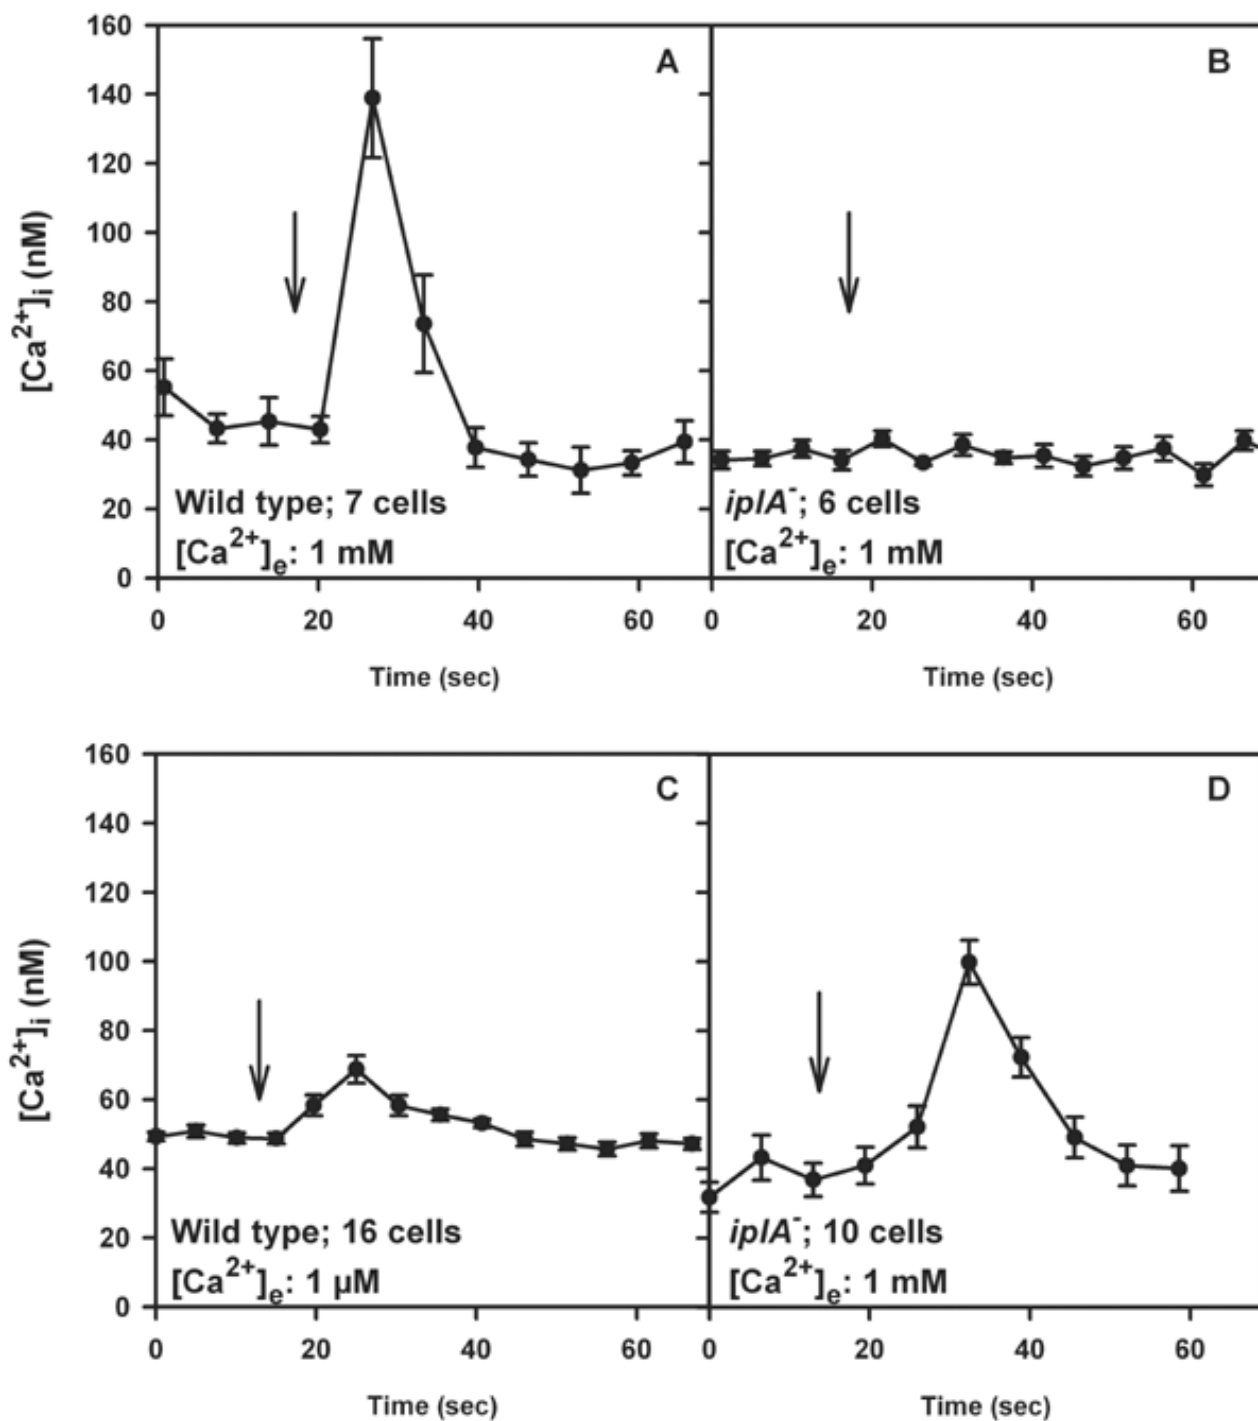 A
B
[Ca²⁺]ᵢ (nM)
160
140
120
100
80
60
40
20
0
Wild type; 7 cells
[Ca²⁺]ₑ: 1 mM
iplA⁻; 6 cells
[Ca²⁺]ₑ: 1 mM
0 20 40 60 0 20 40 60
Time (sec)
Time (sec)
C
D
[Ca²⁺]ᵢ (nM)
160
140
120
100
80
60
40
20
0
Wild type; 16 cells
[Ca²⁺]ₑ: 1 µM
iplA⁻; 10 cells
[Ca²⁺]ₑ: 1 mM
0 20 40 60 0 20 40 60
Time (sec)
Time (sec)